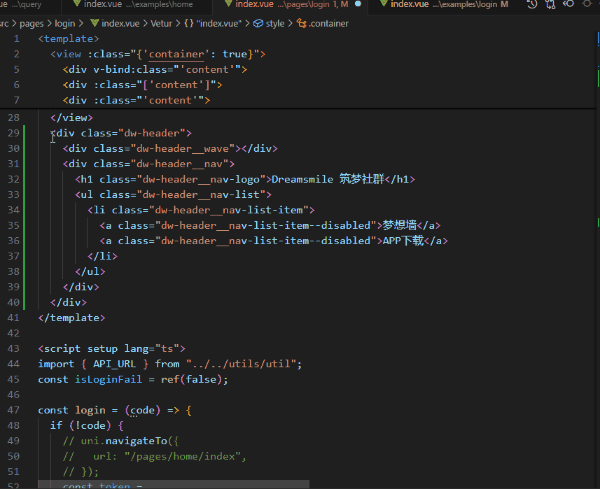 ue ...\query
index.vue ...\examples\home
index.vue ...\pages\login 1, M
index.vue ...\examples\login M
src > pages > login > index.vue > Vetur > {} "index.vue" > style > .container
1 <template>
2 <view :class="{'container': true}">
5 <div v-bind:class="'content'">
6 <div :class="['content']">
7 <div :class="'content'">
28 </view>
29 <div class="dw-header">
30 <div class="dw-header__wave"></div>
31 <div class="dw-header__nav">
32 <h1 class="dw-header__nav-logo">Dreamsmile 筑梦社群</h1>
33 <ul class="dw-header__nav-list">
34 <li class="dw-header__nav-list-item">
35 <a class="dw-header__nav-list-item--disabled">梦想墙</a>
36 <a class="dw-header__nav-list-item--disabled">APP下载</a>
37 </li>
38 </ul>
39 </div>
40 </div>
41 </template>
42
43 <script setup lang="ts">
44 import { API_URL } from "../../utils/util";
45 const isLoginFail = ref(false);
46
47 const login = (code) => {
48 if (!code) {
49 // uni.navigateTo({
50 // url: "/pages/home/index",
51 // });
52 const token =